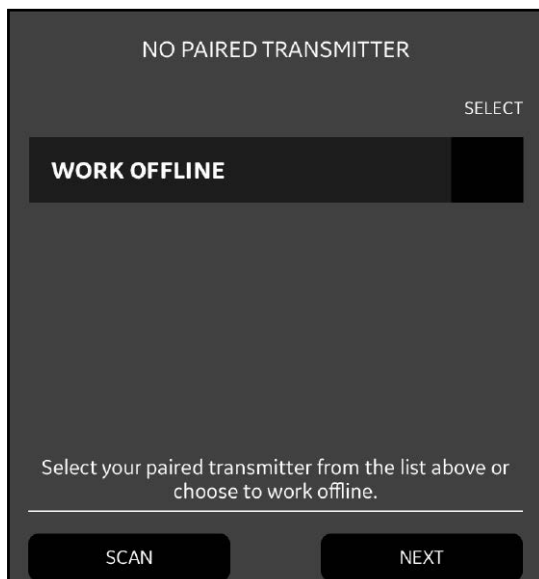 NO PAIRED TRANSMITTER
SELECT
WORK OFFLINE
Select your paired transmitter from the list above or
choose to work offline.
SCAN
NEXT